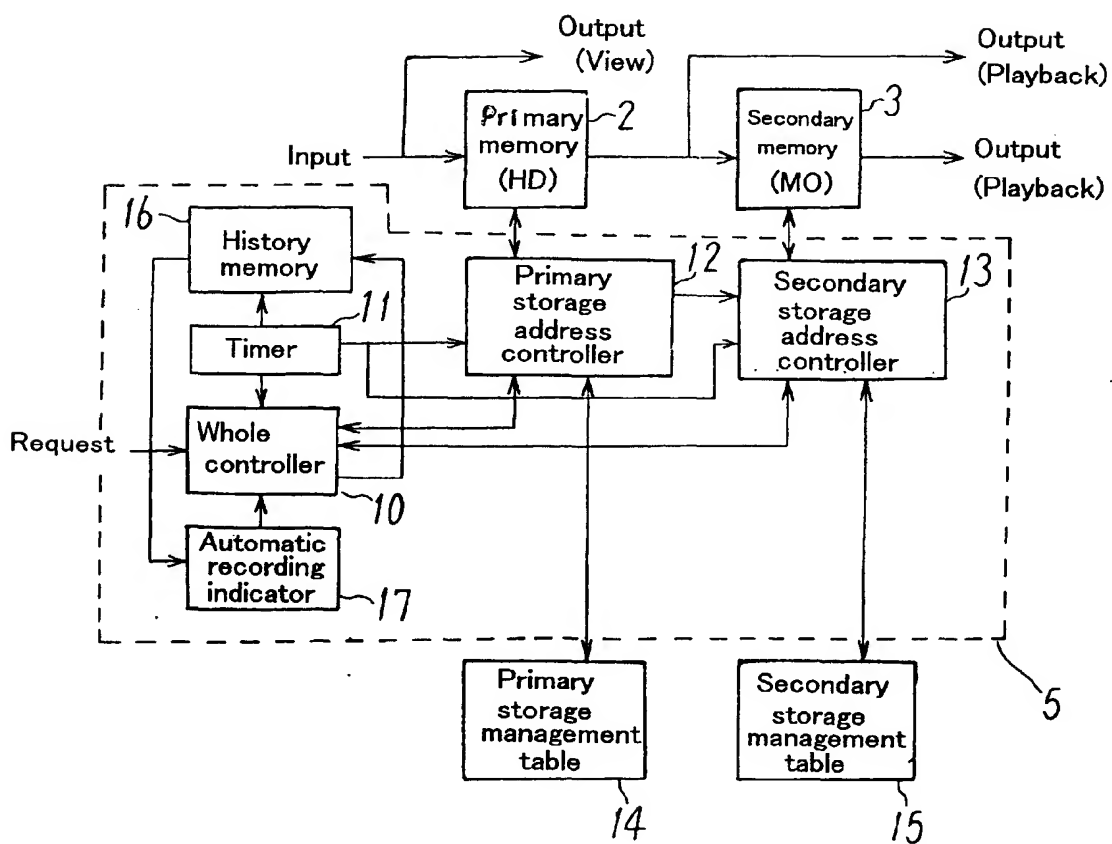 Output
(View)
Output
(Playback)
Primary
memory
(HD)
2
Secondary
memory
(MO)
3
Input
Output
(Playback)
16
History
memory
11
Timer
Primary
storage
address
controller
12
Secondary
storage
address
controller
13
Request
Whole
controller
10
Automatic
recording
indicator
17
5
Primary
storage
management
table
14
Secondary
storage
management
table
15